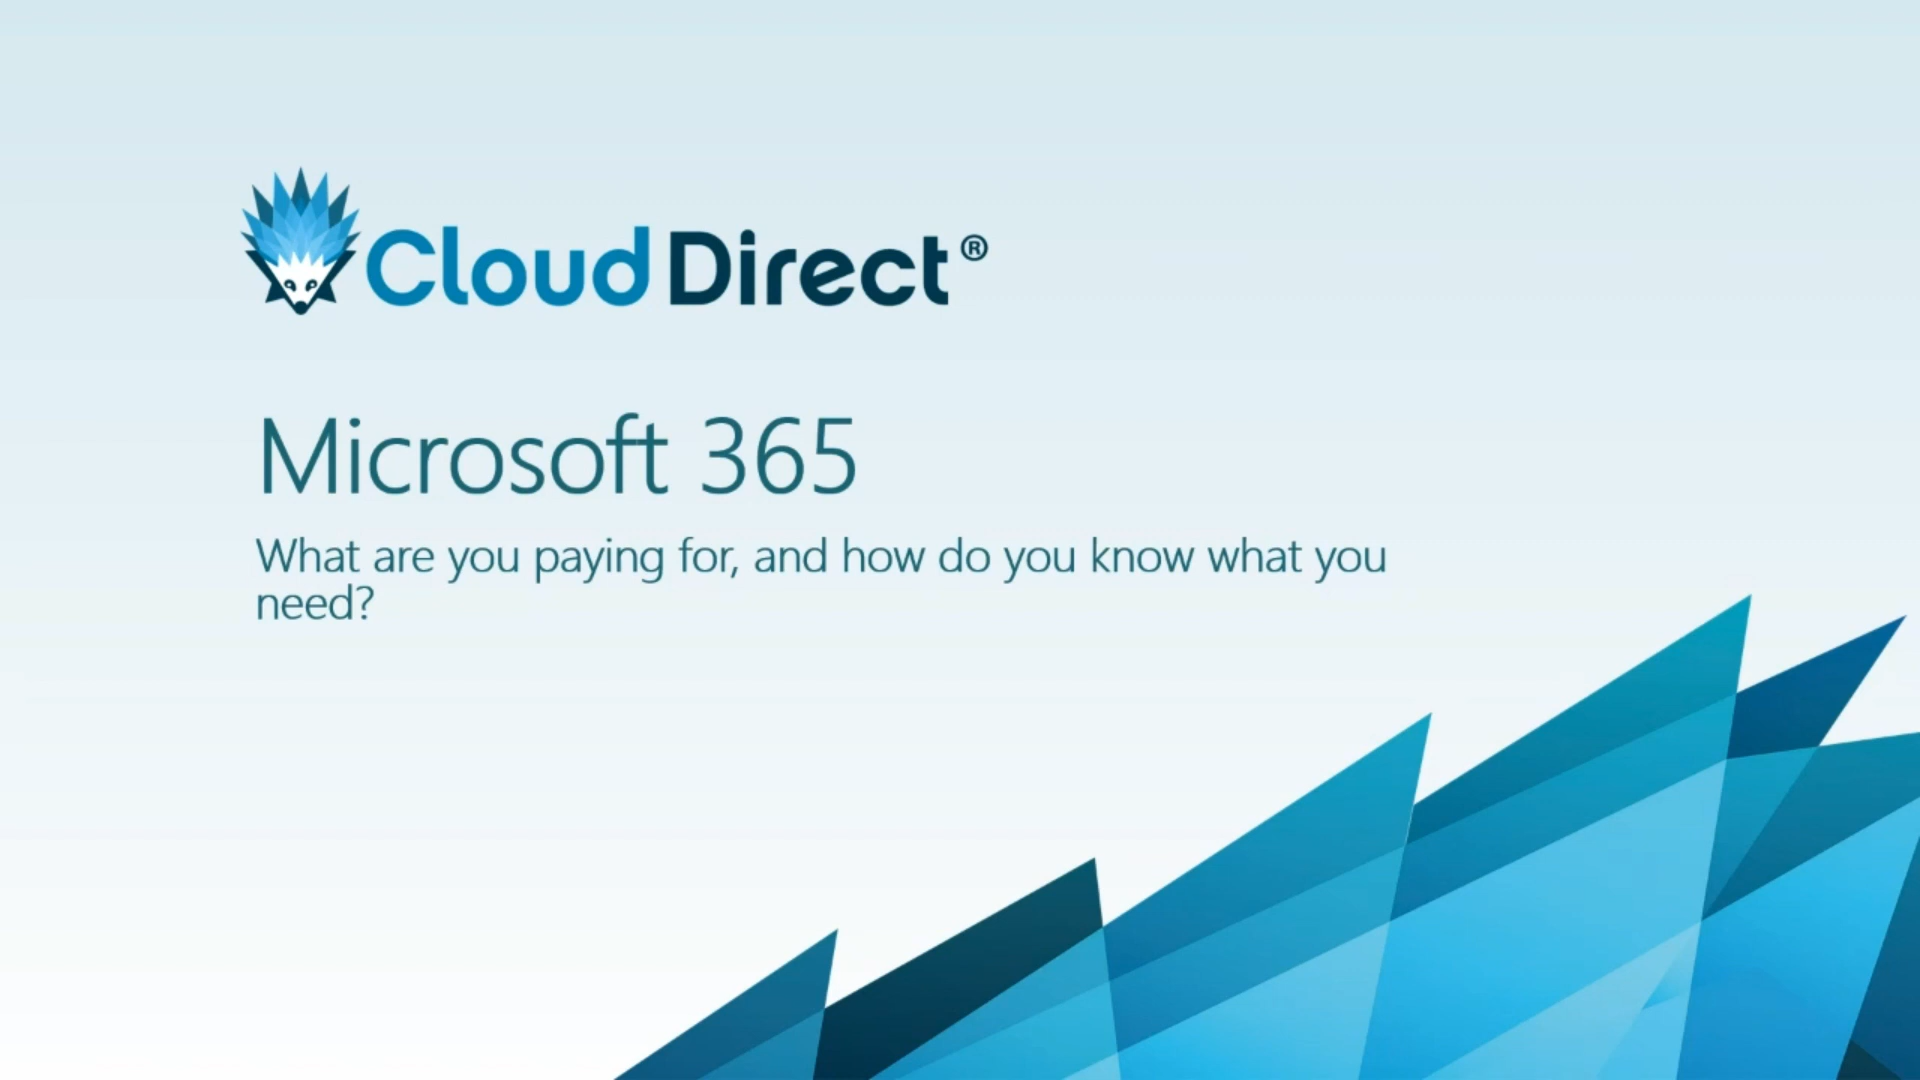 Cloud Direct®
Microsoft 365
What are you paying for, and how do you know what you
need?